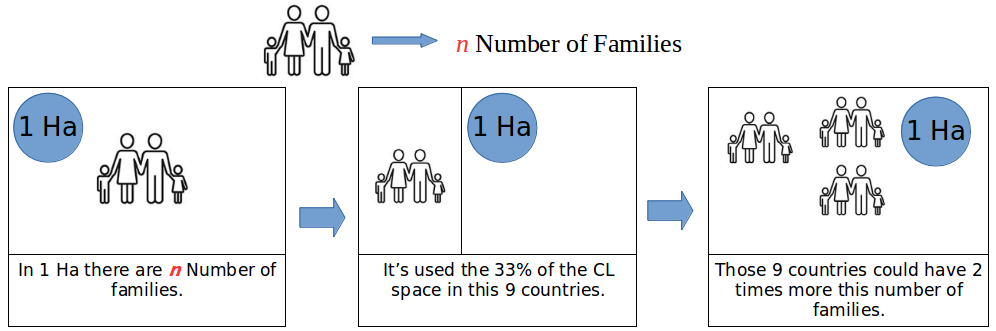 n Number of Families
1 Ha
1 Ha
1 Ha
In 1 Ha there are n Number of
families.
It's used the 33% of the CL
space in this 9 countries.
Those 9 countries could have 2
times more this number of
families.